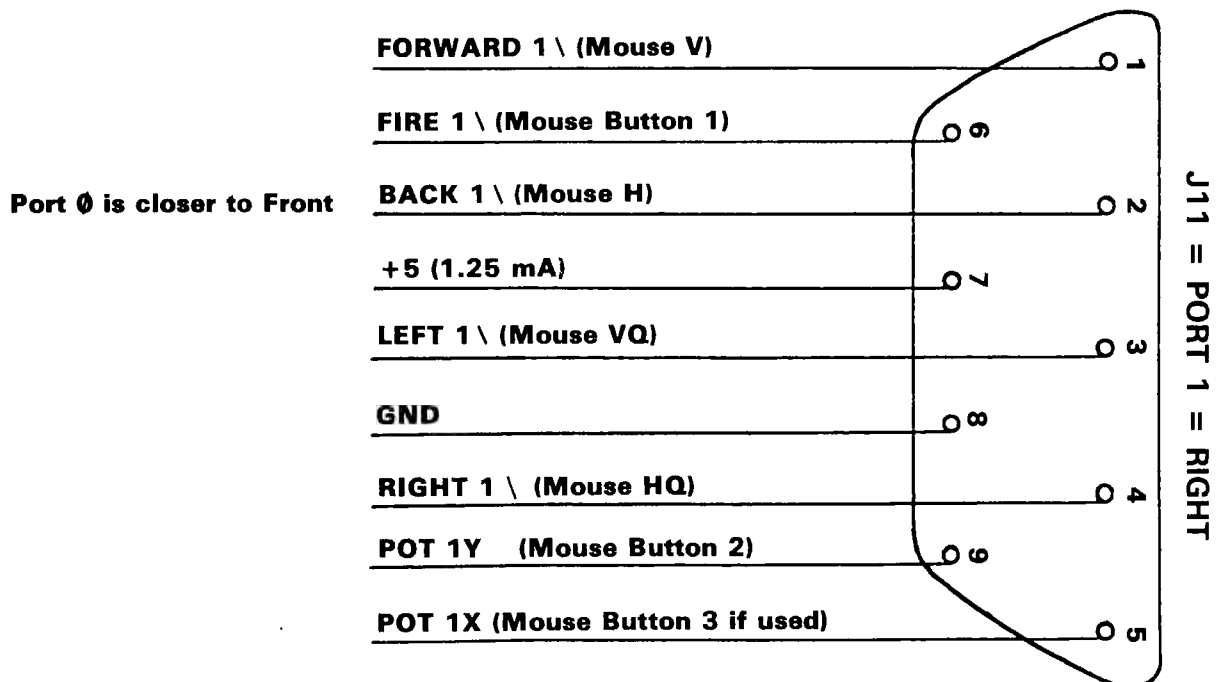 FORWARD 1 \ (Mouse V)
1
FIRE 1 \ (Mouse Button 1)
6
Port Ø is closer to Front
BACK 1 \ (Mouse H)
2
+5 (1.25 mA)
7
LEFT 1 \ (Mouse VQ)
3
GND
8
RIGHT 1 \ (Mouse HQ)
4
POT 1Y (Mouse Button 2)
9
POT 1X (Mouse Button 3 if used)
5
J11 = PORT 1 = RIGHT